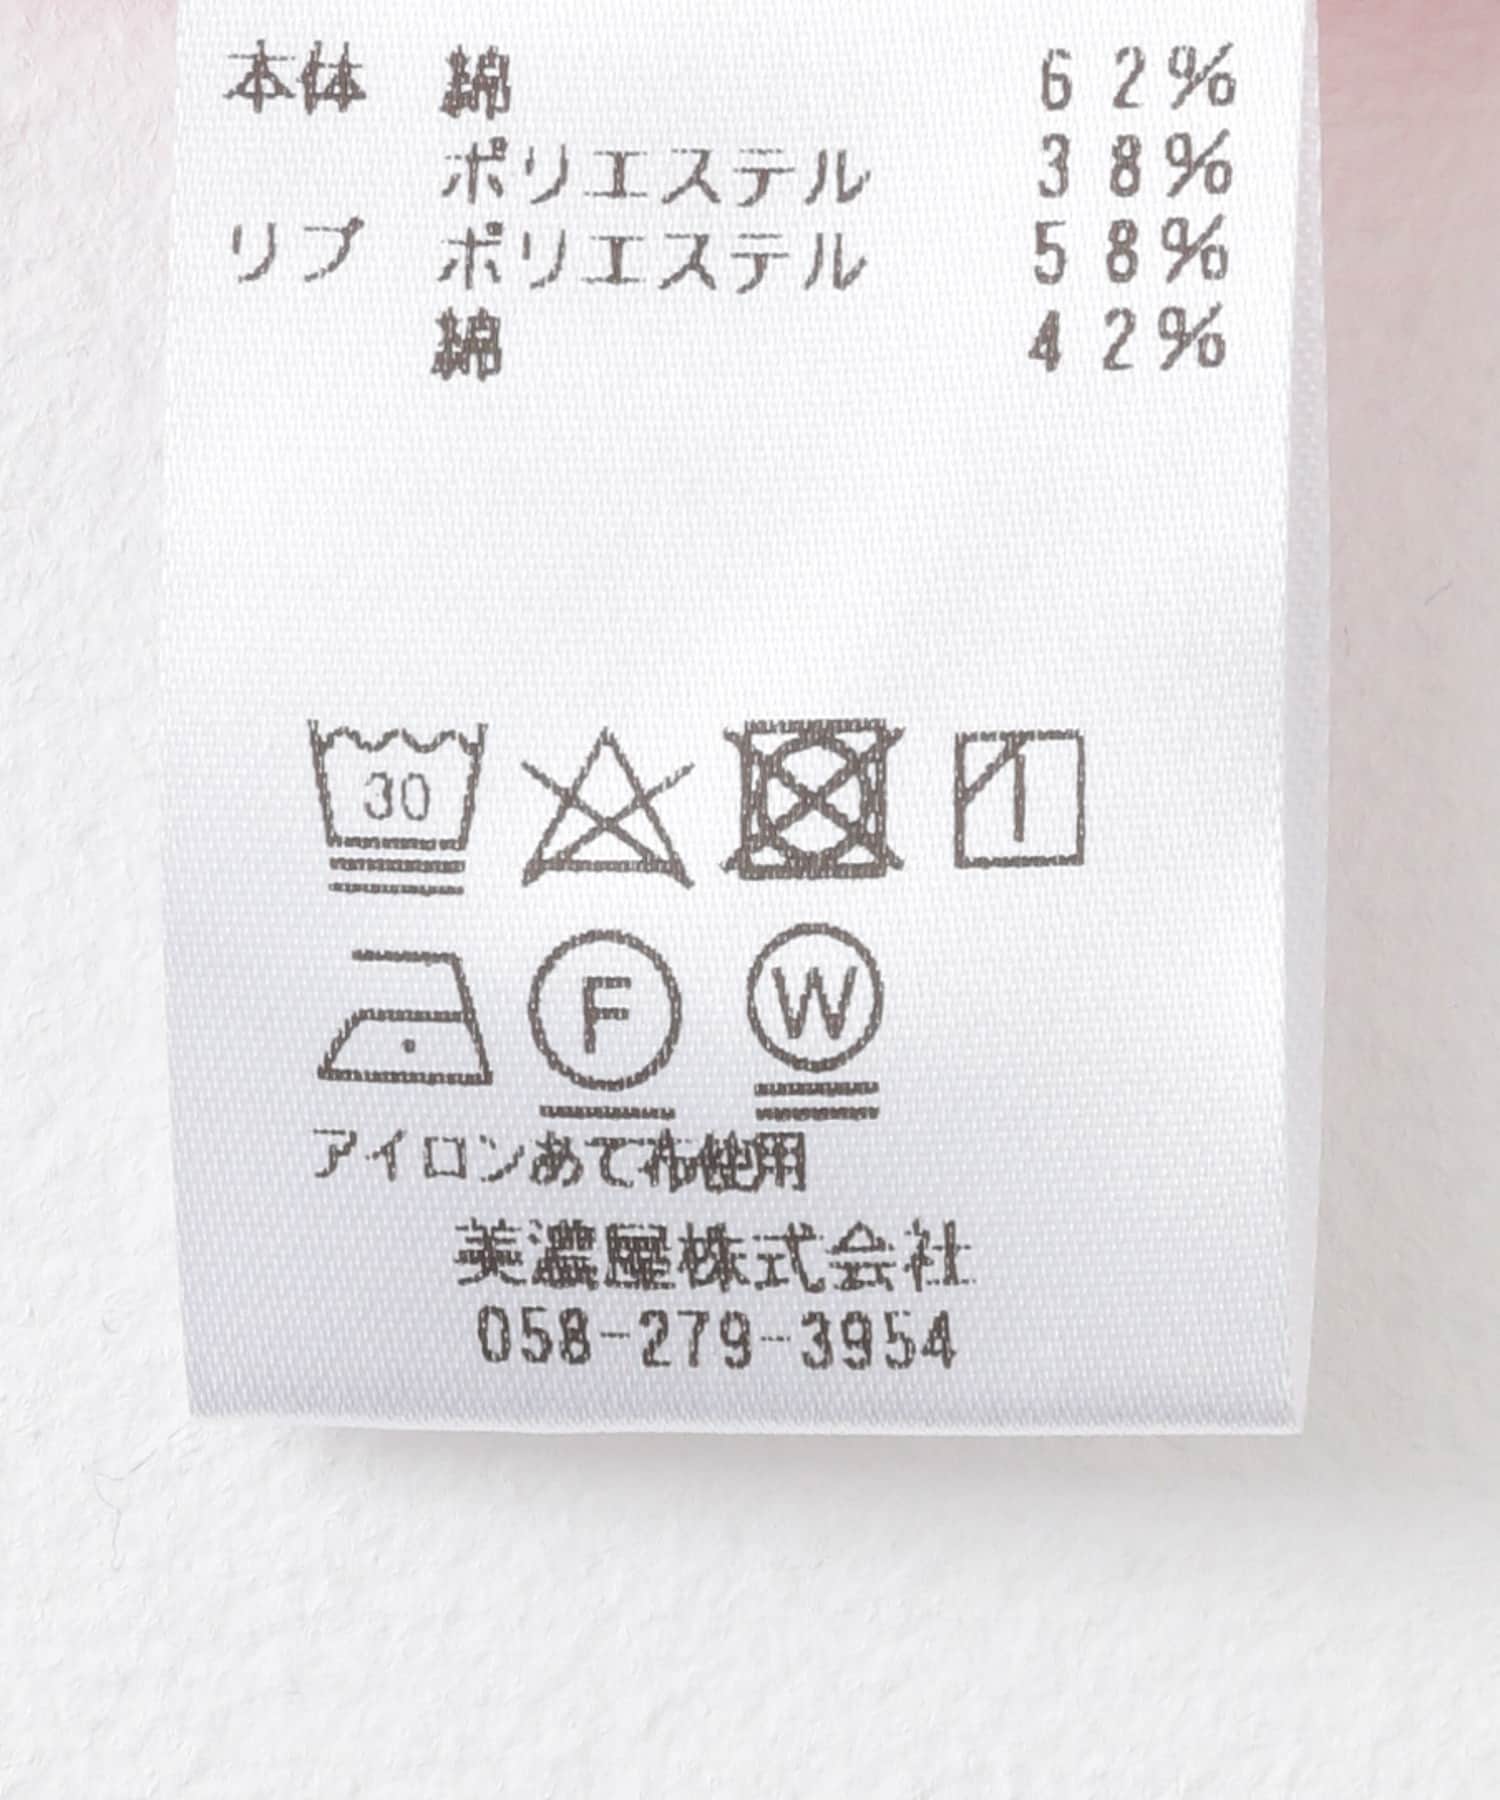 本体 綿 62%
ポリエステル 38%
リブ ポリエステル 58%
綿 42%
30
F W
アイロンあて布使用
美濃屋株式会社
058-279-3954